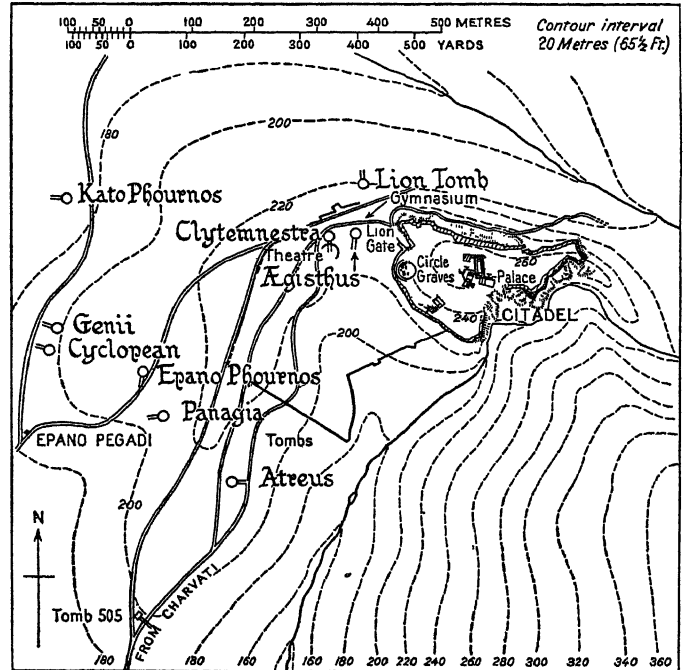 100 50 0 100 200 300 400 500 METRES
100 50 0 100 200 300 400 500 YARDS
Contour interval
20 Metres (65½ Ft.)
180
200
Kato Phournos
Lion Tomb
Gymnasium
220
Clytemnestra
Theatre
Lion
Gate
Ægisthus
Circle
Graves
260
Palace
240
CITADEL
200
Genii
Cyclopean
Epano Phournos
Panagia
EPANO PEGADI
Tombs
Atreus
200
N
Tomb 505
FROM CHARVATI
180 180 160 160 180 200 220 240 260 280 300 320 340 360